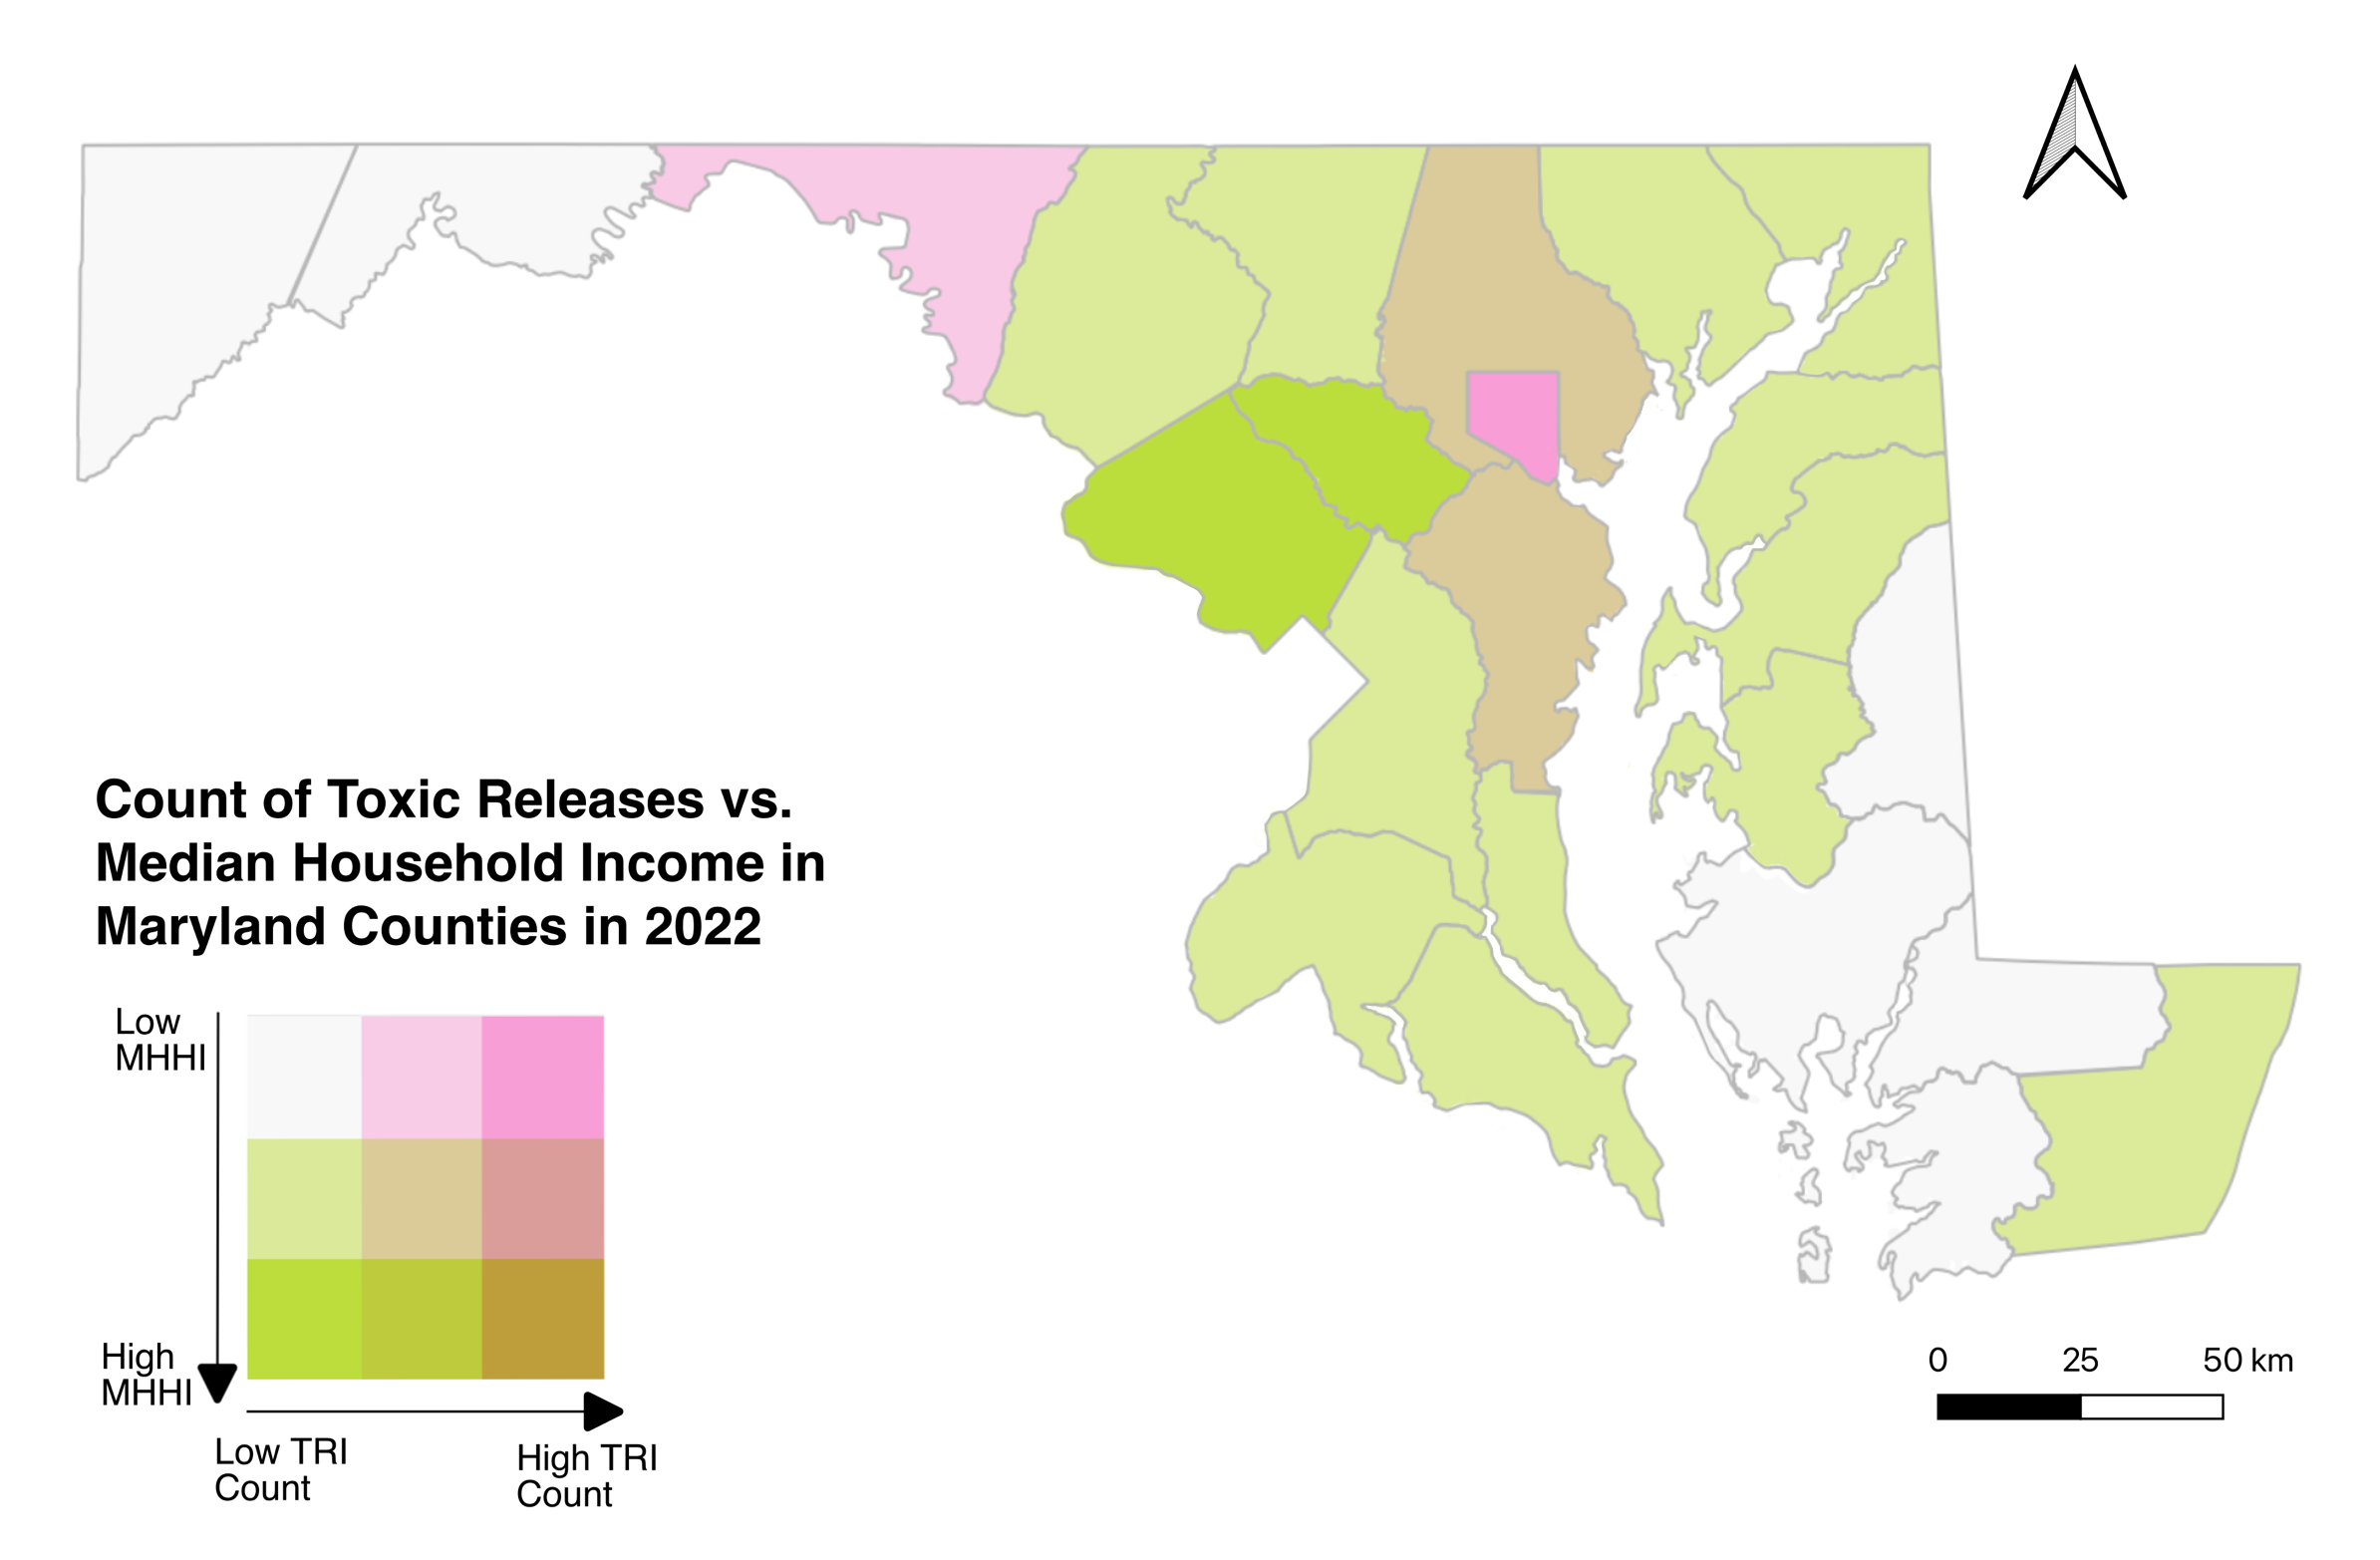 Count of Toxic Releases vs.
Median Household Income in
Maryland Counties in 2022
Low
MHHI
High
MHHI
Low TRI
Count
High TRI
Count
0 25 50 km